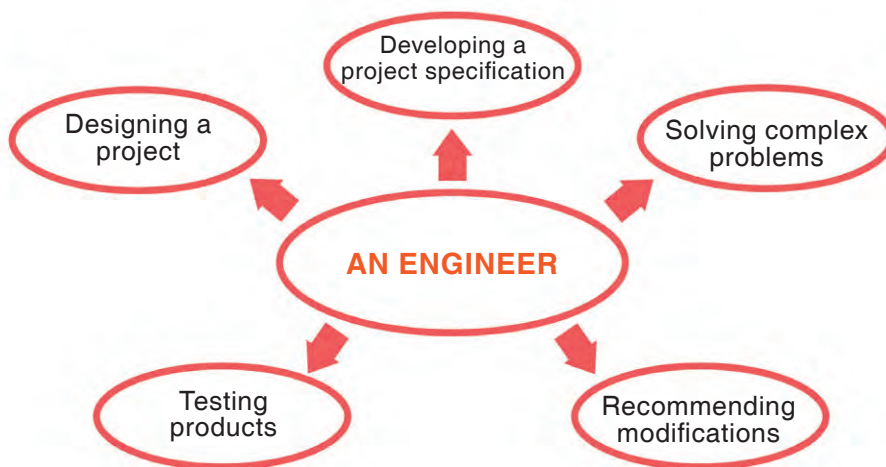 Developing a
project specification
Designing a
project
Solving complex
problems
AN ENGINEER
Testing
products
Recommending
modifications